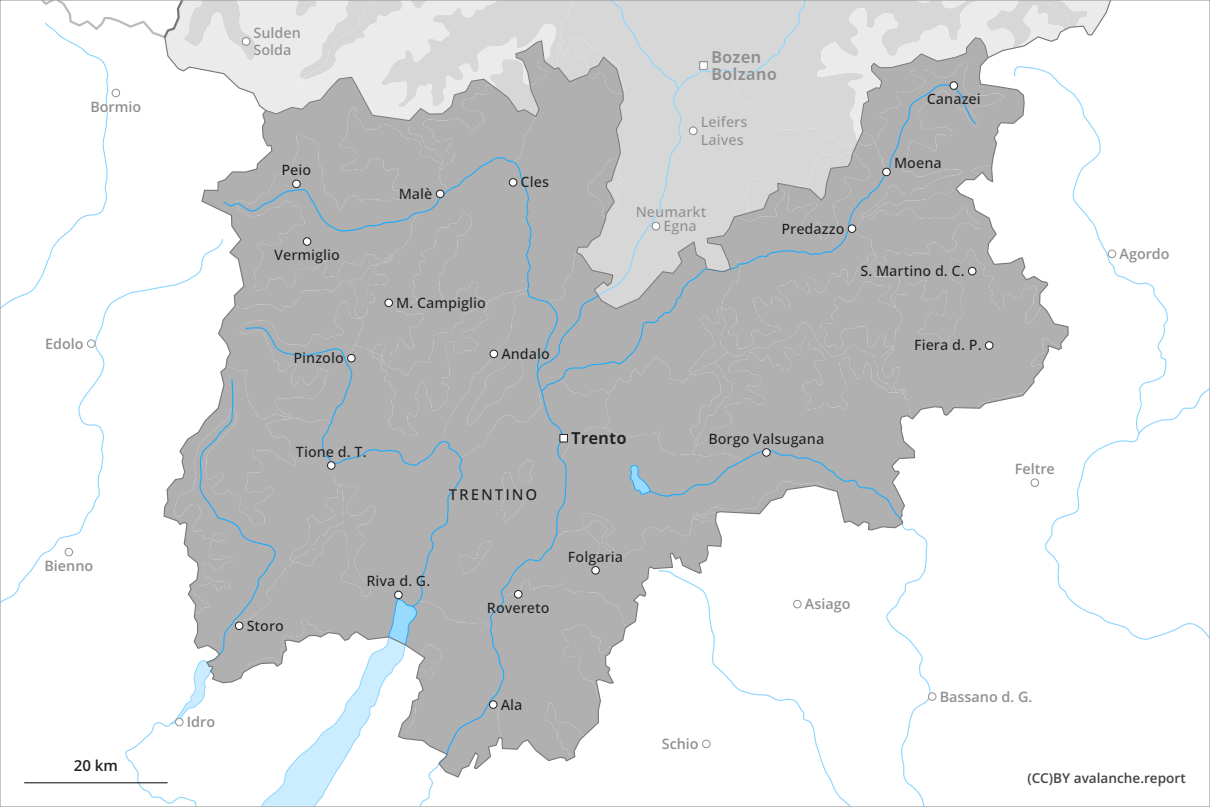 Sulden
Solda
Bozen
Bolzano
Bormio
Canazei
Leifers
Laives
Moena
Peio
Malè
Cles
Neumarkt
Egna
Predazzo
Vermiglio
Agordo
S. Martino d. C.
M. Campiglio
Edolo
Pinzolo
Andalo
Fiera d. P.
Trento
Borgo Valsugana
Tione d. T.
Feltre
TRENTINO
Bienno
Folgaria
Riva d. G.
Rovereto
Asiago
Storo
Bassano d. G.
Ala
Idro
Schio
20 km
(CC)BY avalanche.report